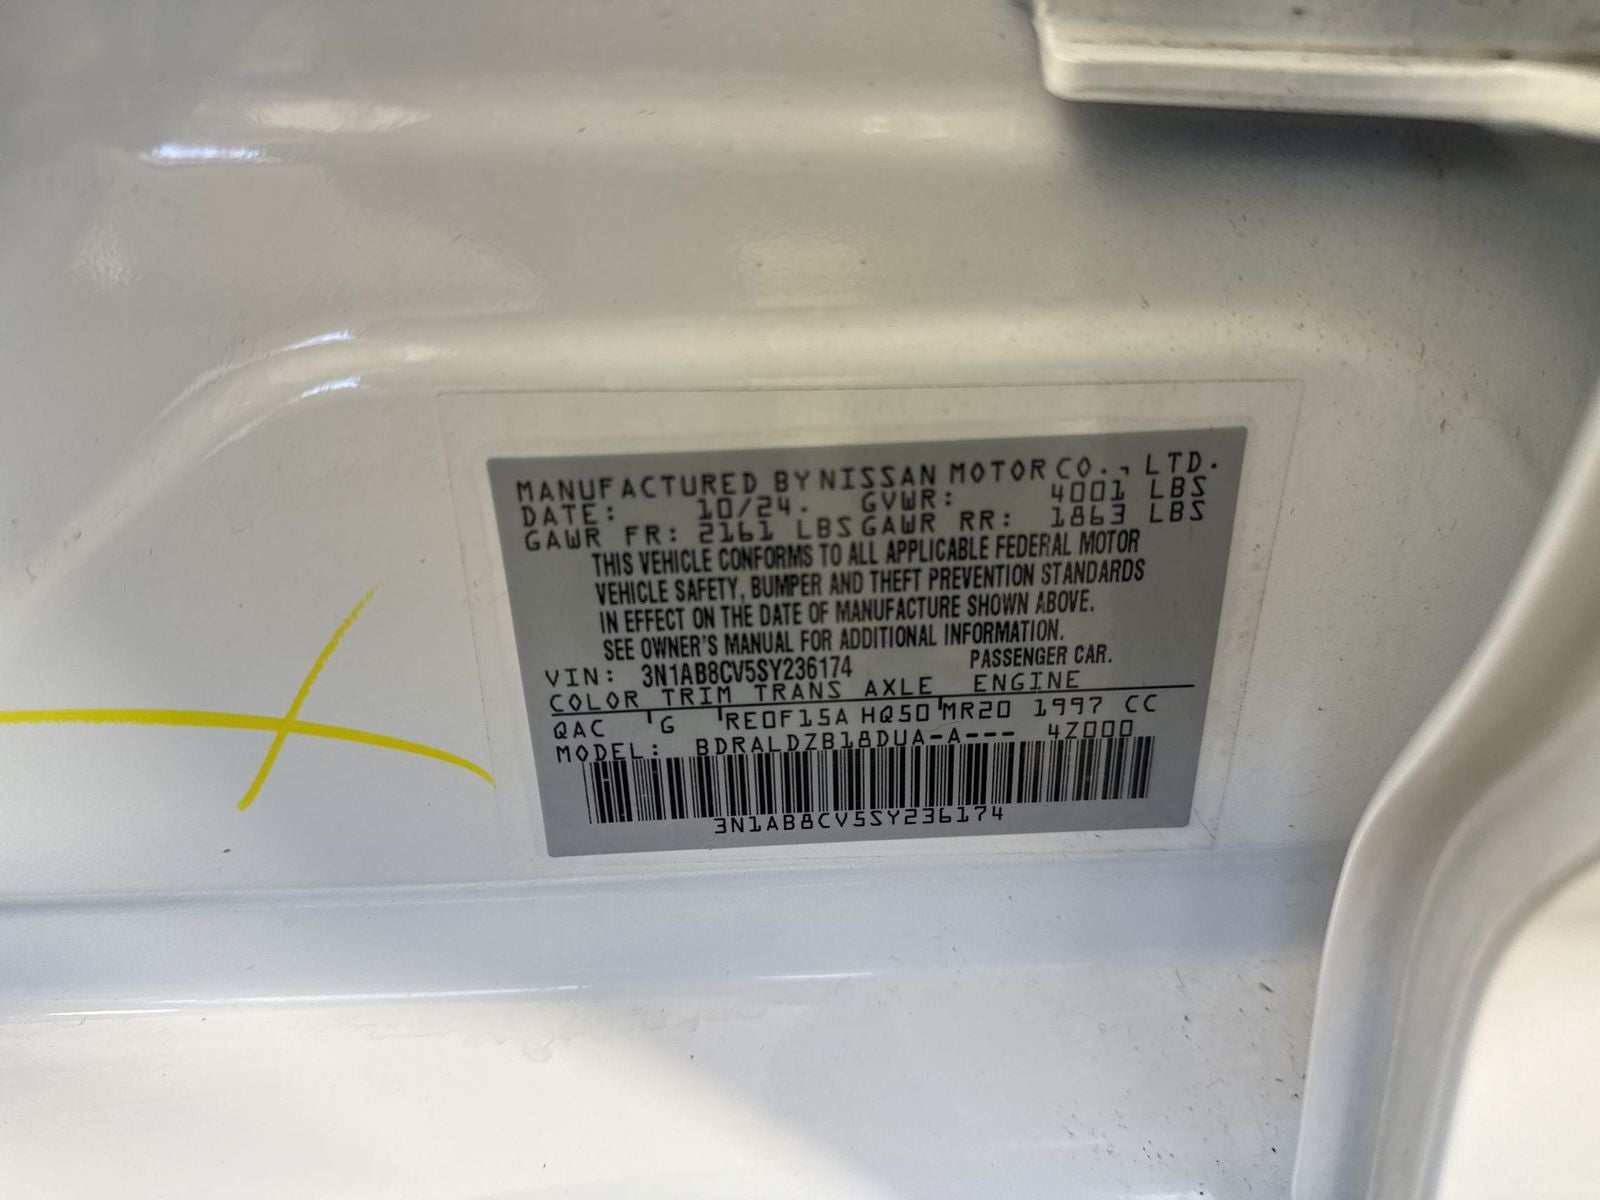 MANUFACTURED BY NISSAN MOTOR CO., LTD.
DATE: 10/24. GVWR: 4001 LBS
GAWR FR: 2161 LBS GAWR RR: 1863 LBS
THIS VEHICLE CONFORMS TO ALL APPLICABLE FEDERAL MOTOR
VEHICLE SAFETY, BUMPER AND THEFT PREVENTION STANDARDS
IN EFFECT ON THE DATE OF MANUFACTURE SHOWN ABOVE.
SEE OWNER'S MANUAL FOR ADDITIONAL INFORMATION.
VIN: 3N1AB8CV5SY236174 PASSENGER CAR.
COLOR TRIM TRANS AXLE ENGINE
QAC G RE0F15A HQ50 MR20 1997 CC
MODEL: BDRALDZB18DUA-A--- 4Z000
3N1AB8CV5SY236174